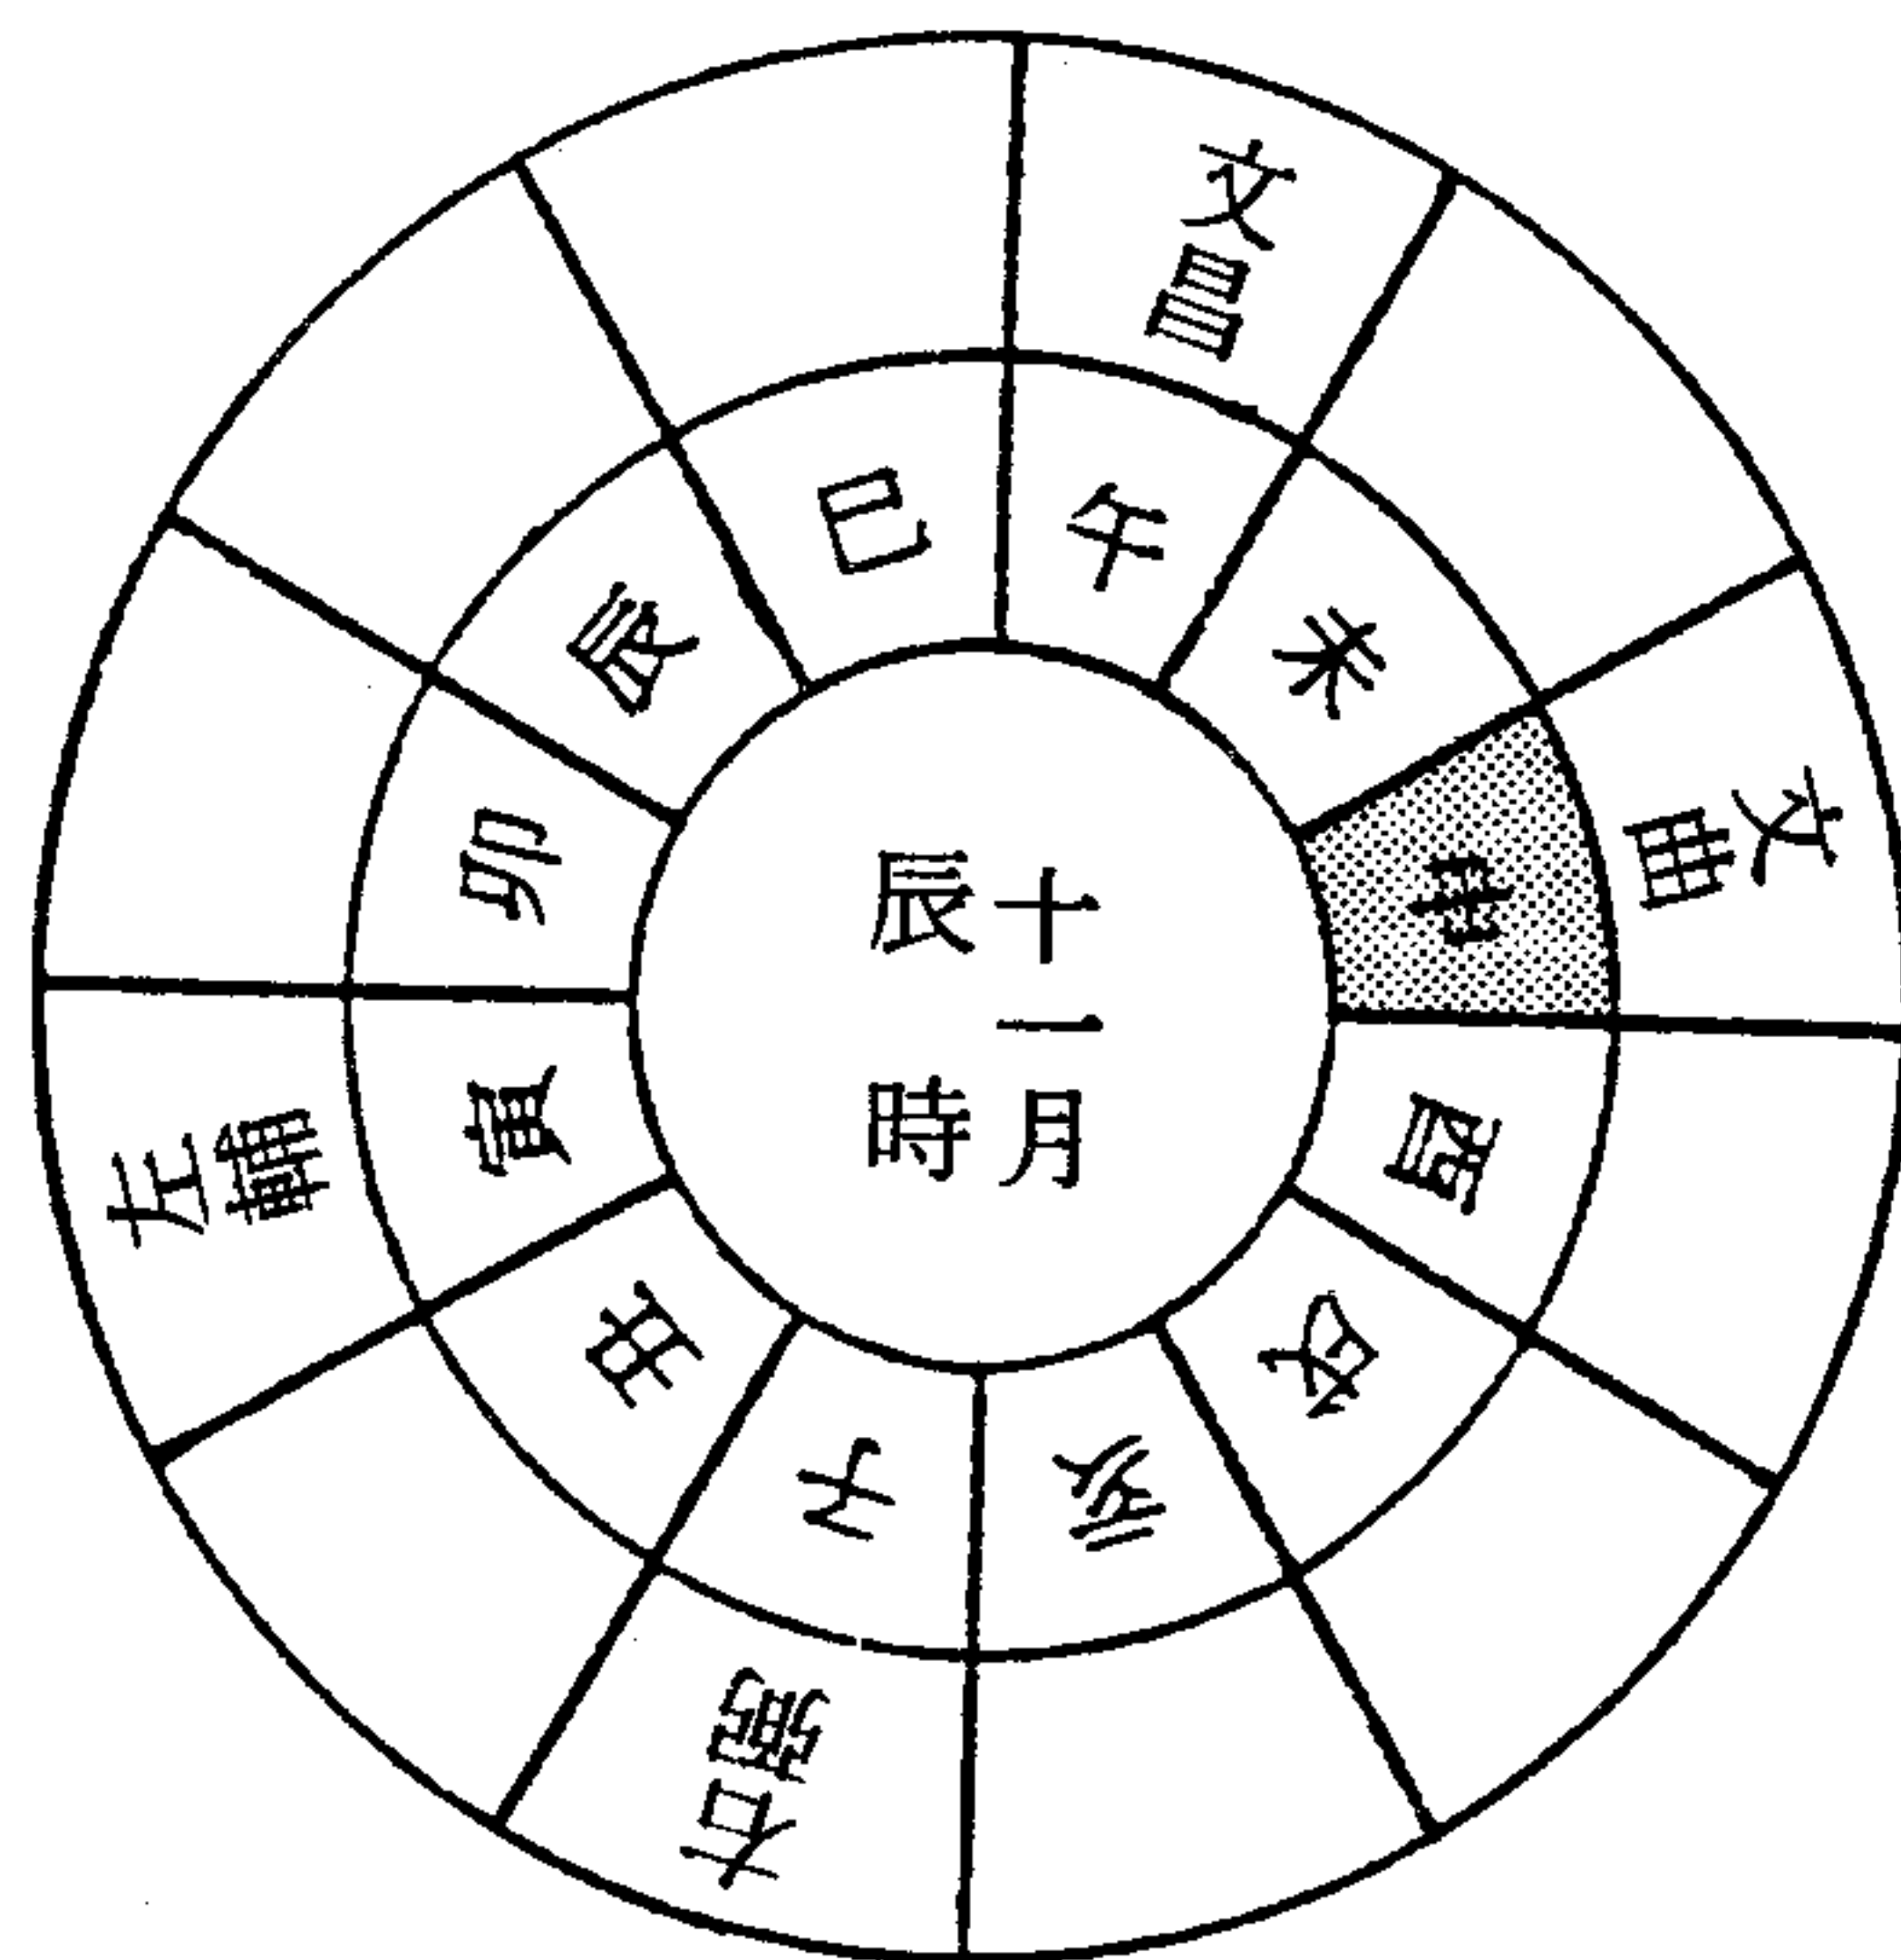 十一月
辰時
子
丑
寅
卯
辰
巳
午
未
申
酉
戌
亥
文昌
文曲
右弼
左輔